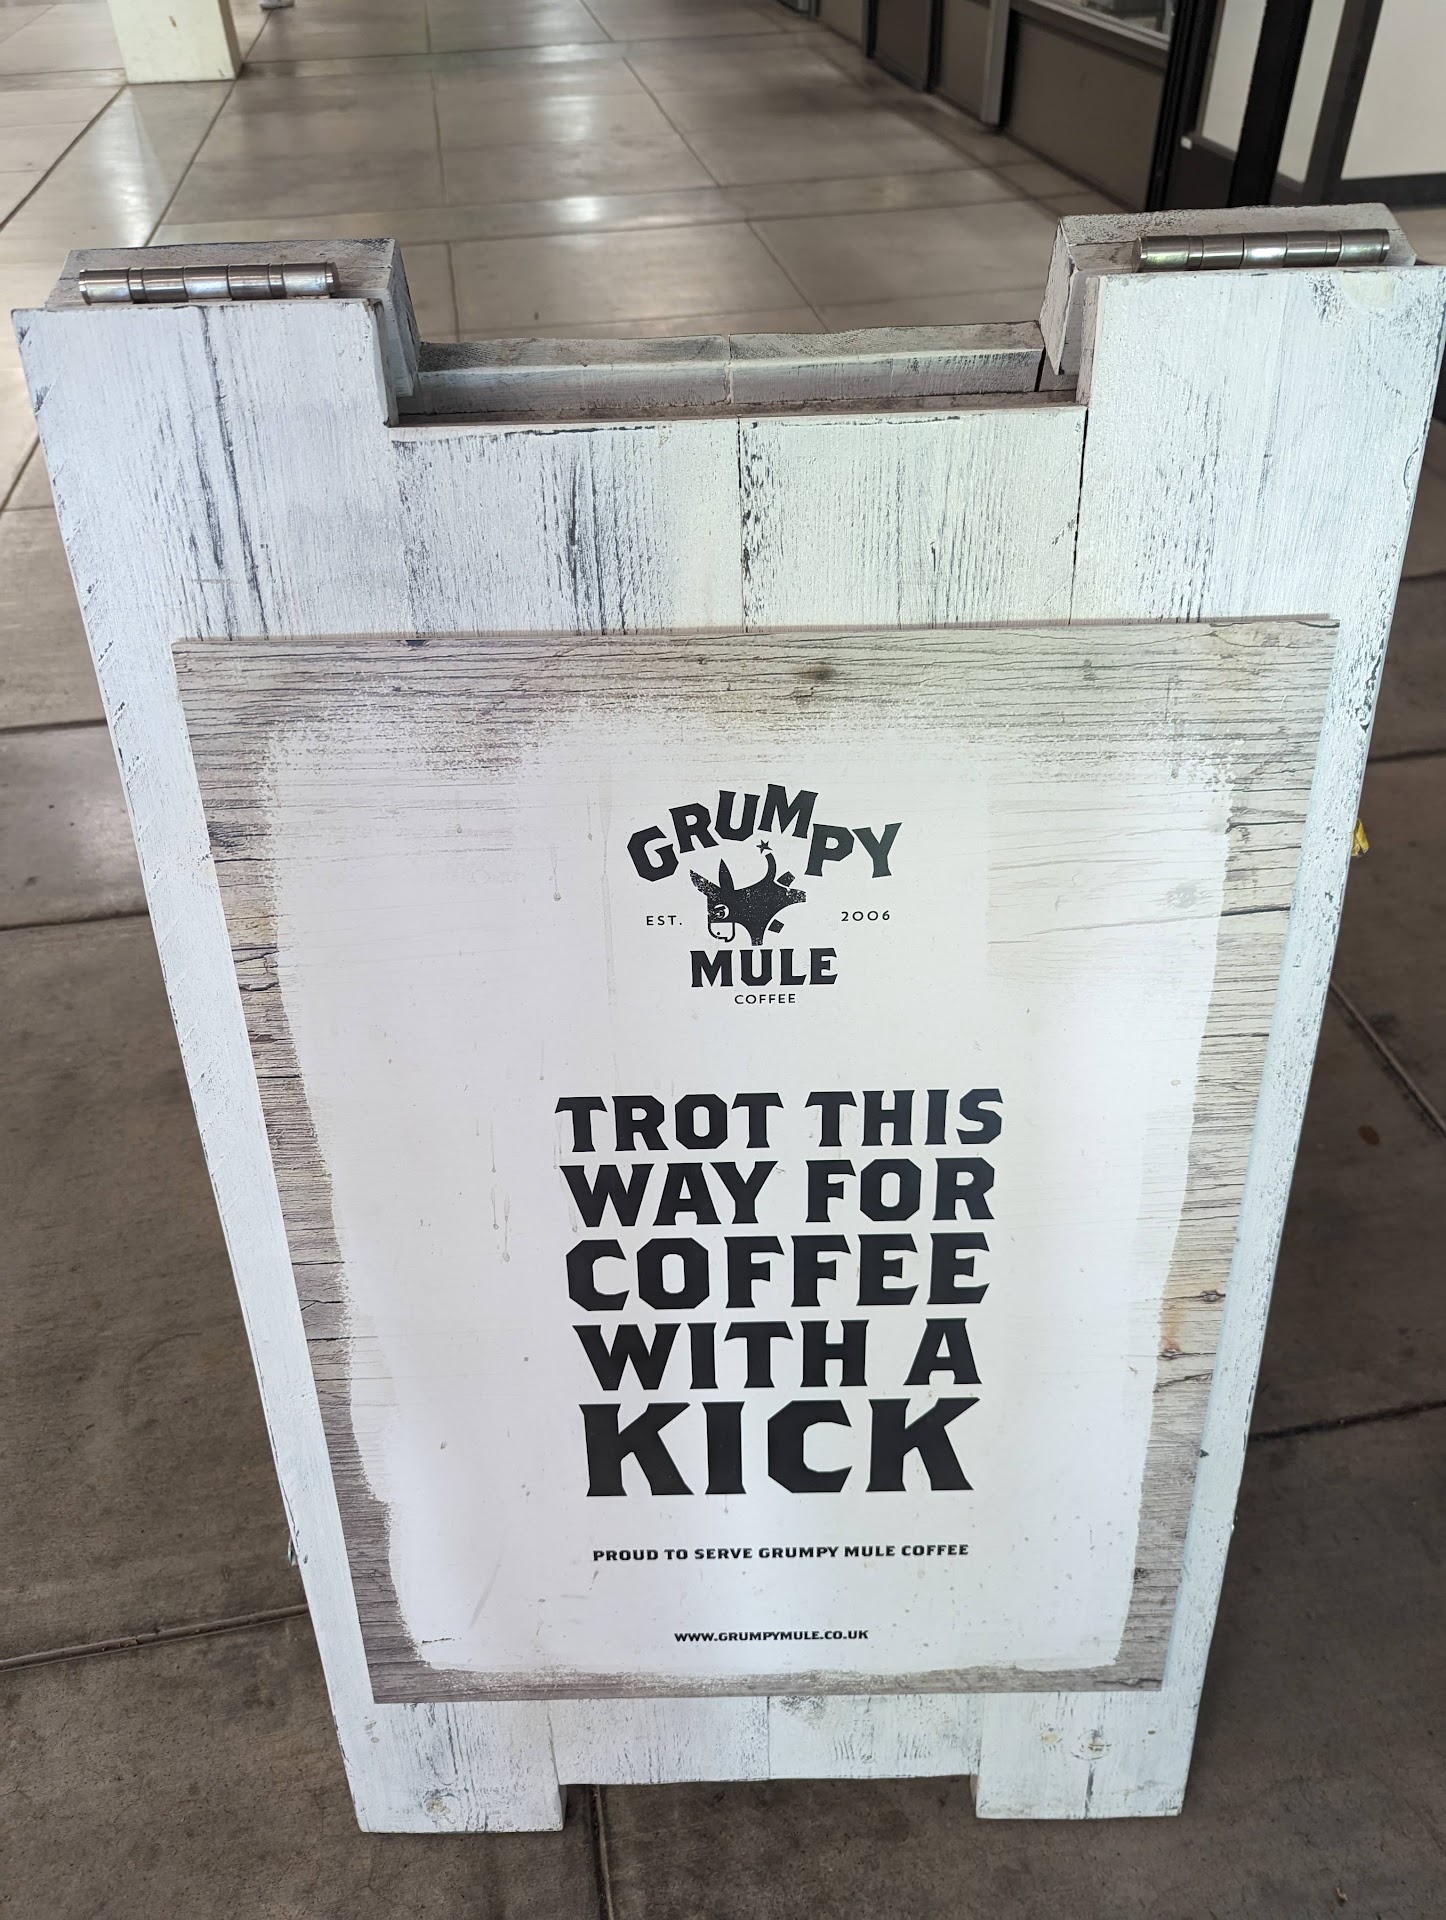 GRUMPY
EST. 2006
MULE
COFFEE
TROT THIS
WAY FOR
COFFEE
WITH A
KICK
PROUD TO SERVE GRUMPY MULE COFFEE
WWW.GRUMPYMULE.CO.UK